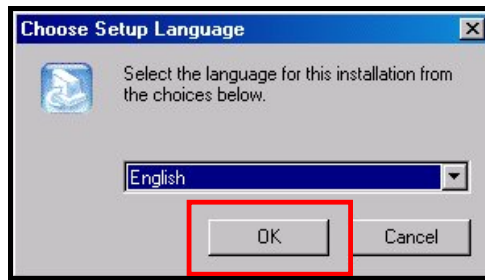 Choose Setup Language
Select the language for this installation from
the choices below.
English
OK Cancel